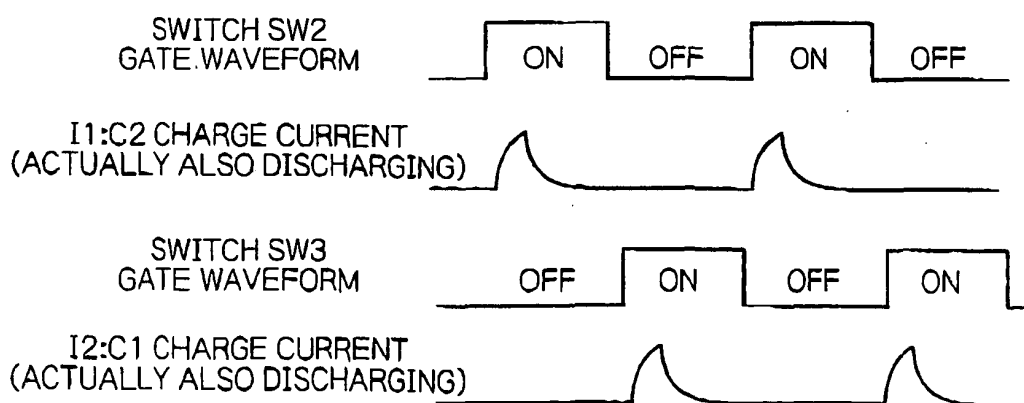 SWITCH SW2
GATE.WAVEFORM
ON OFF ON OFF
I1:C2 CHARGE CURRENT
(ACTUALLY ALSO DISCHARGING)
SWITCH SW3
GATE WAVEFORM
OFF ON OFF ON
I2:C1 CHARGE CURRENT
(ACTUALLY ALSO DISCHARGING)